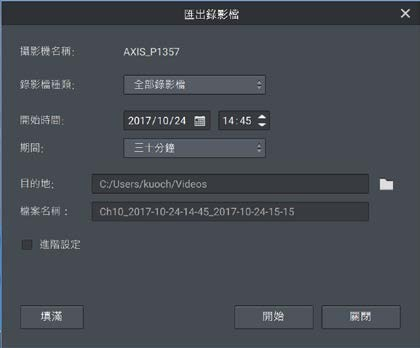 匯出錄影檔
攝影機名稱: AXIS_P1357
錄影檔種類: 全部錄影檔
開始時間: 2017/10/24 14:45
期間: 三十分鐘
目的地: C:/Users/kuoch/Videos
檔案名稱: Ch10_2017-10-24-14-45_2017-10-24-15-15
進階設定
填滿 開始 關閉